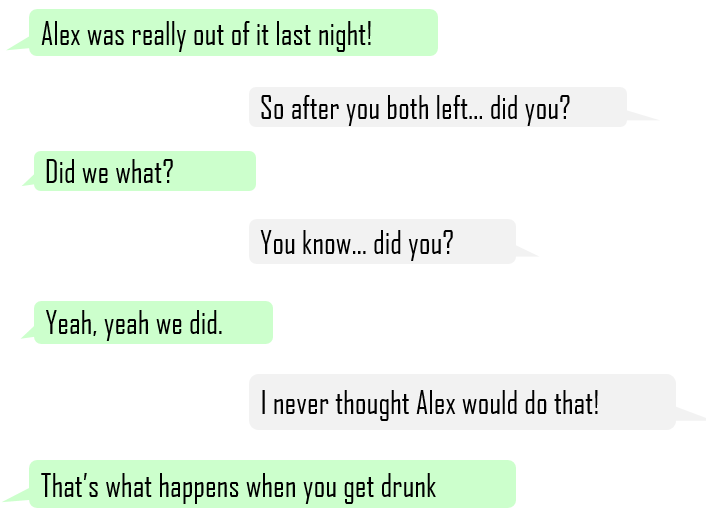 Alex was really out of it last night!
So after you both left... did you?
Did we what?
You know... did you?
Yeah, yeah we did.
I never thought Alex would do that!
That's what happens when you get drunk